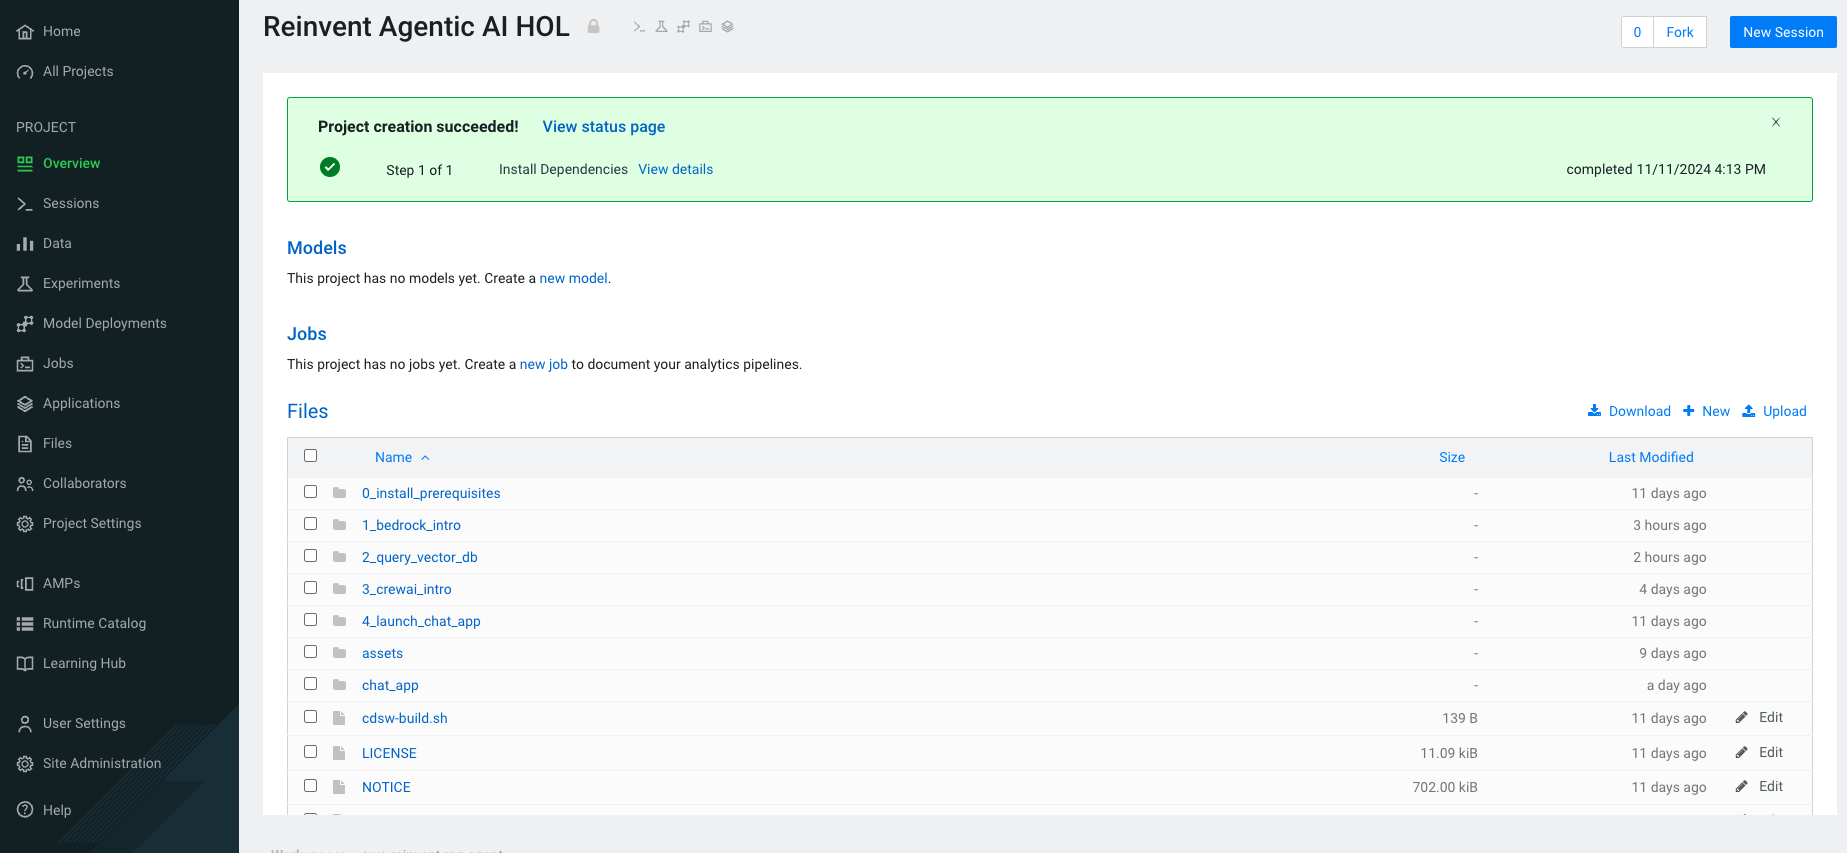 Home
All Projects
PROJECT
Overview
Sessions
Data
Experiments
Model Deployments
Jobs
Applications
Files
Collaborators
Project Settings
AMPs
Runtime Catalog
Learning Hub
User Settings
Site Administration
Help
Reinvent Agentic AI HOL
0 Fork New Session
Project creation succeeded! View status page
Step 1 of 1 Install Dependencies View details completed 11/11/2024 4:13 PM
Models
This project has no models yet. Create a new model.
Jobs
This project has no jobs yet. Create a new job to document your analytics pipelines.
Files Download New Upload
Name Size Last Modified
0_install_prerequisites - 11 days ago
1_bedrock_intro - 3 hours ago
2_query_vector_db - 2 hours ago
3_crewai_intro - 4 days ago
4_launch_chat_app - 11 days ago
assets - 9 days ago
chat_app - a day ago
cdsw-build.sh 139 B 11 days ago Edit
LICENSE 11.09 kiB 11 days ago Edit
NOTICE 702.00 kiB 11 days ago Edit